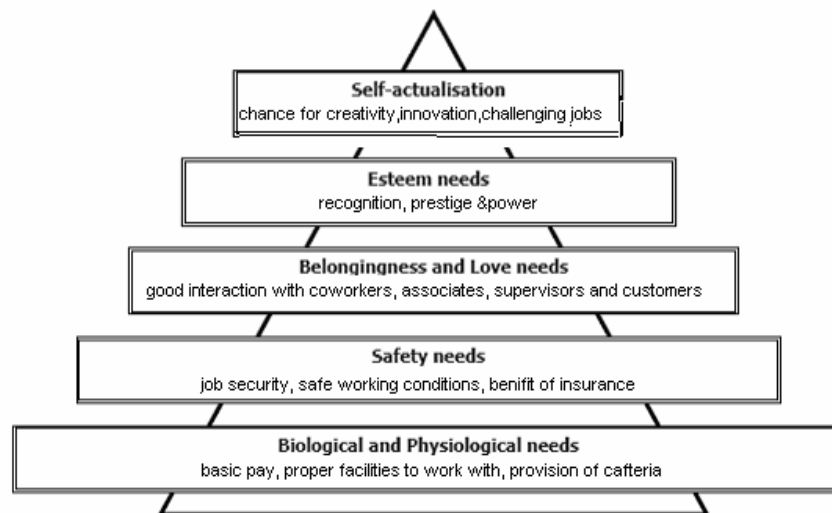 Self-actualisation
chance for creativity,innovation,challenging jobs
Esteem needs
recognition, prestige &power
Belongingness and Love needs
good interaction with coworkers, associates, supervisors and customers
Safety needs
job security, safe working conditions, benifit of insurance
Biological and Physiological needs
basic pay, proper facilities to work with, provision of cafteria